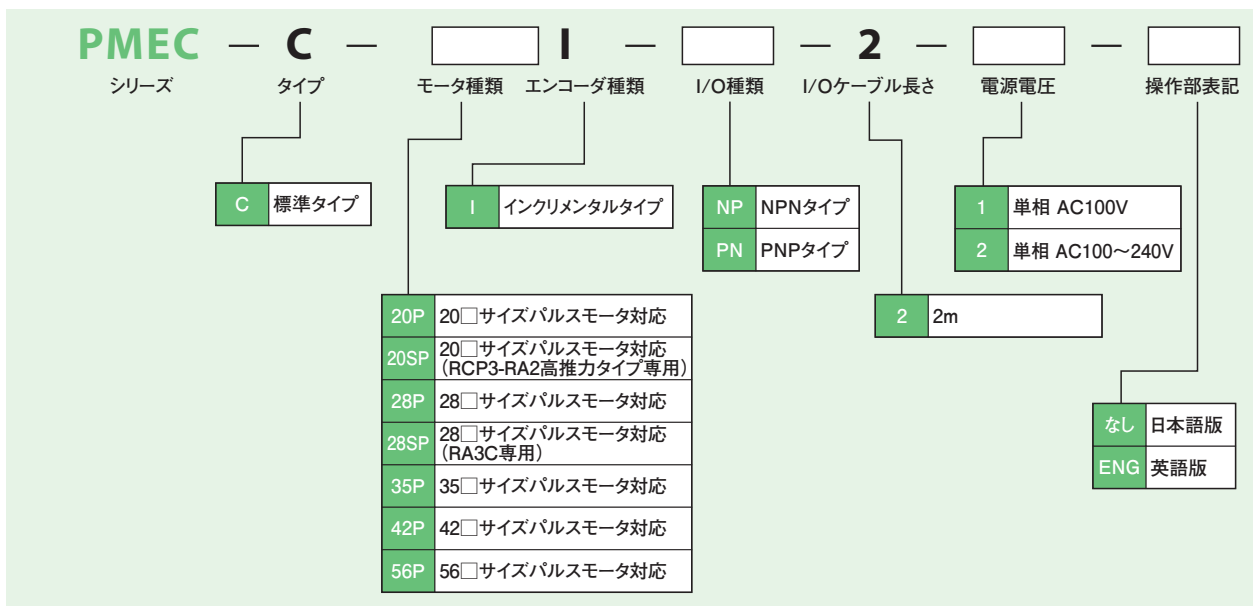 PMEC － C － □ I － □ － 2 － □ － □
シリーズ タイプ モータ種類 エンコーダ種類 I/O種類 I/Oケーブル長さ 電源電圧 操作部表記
C 標準タイプ
I インクリメンタルタイプ
NP NPNタイプ
PN PNPタイプ
1 単相 AC100V
2 単相 AC100～240V
20P 20□サイズパルスモータ対応
20SP 20□サイズパルスモータ対応
（RCP3-RA2高推力タイプ専用）
28P 28□サイズパルスモータ対応
28SP 28□サイズパルスモータ対応
（RA3C専用）
35P 35□サイズパルスモータ対応
42P 42□サイズパルスモータ対応
56P 56□サイズパルスモータ対応
2 2m
なし 日本語版
ENG 英語版